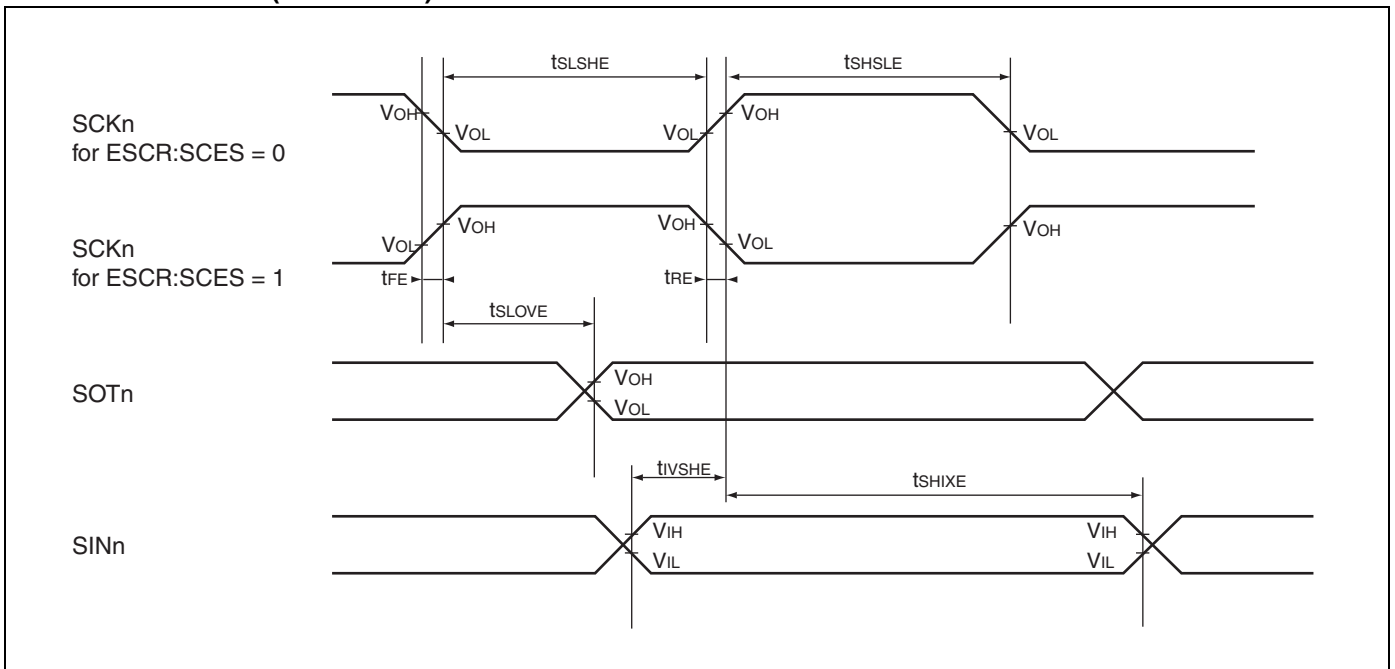 tSLSHE tSHSLE
SCKn
for ESCR:SCES = 0
VOH VOL VOL VOH VOL
SCKn
for ESCR:SCES = 1
VOL VOH VOH VOL VOH
tFE tRE
tSLOVE
SOTn
VOH
VOL
tIVSHE
tSHIXE
SINn
VIH VIH
VIL VIL